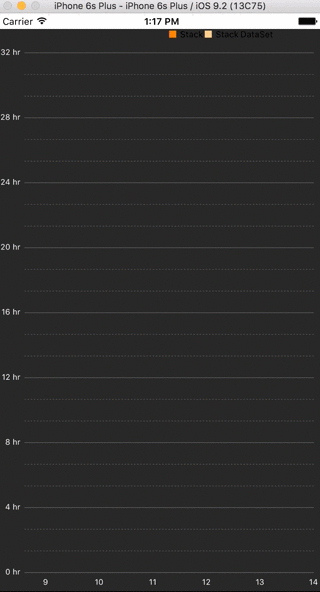 iPhone 6s Plus - iPhone 6s Plus / iOS 9.2 (13C75)
Carrier 1:17 PM
Stack Stack DataSet
32 hr
28 hr
24 hr
20 hr
16 hr
12 hr
8 hr
4 hr
0 hr
9 10 11 12 13 14